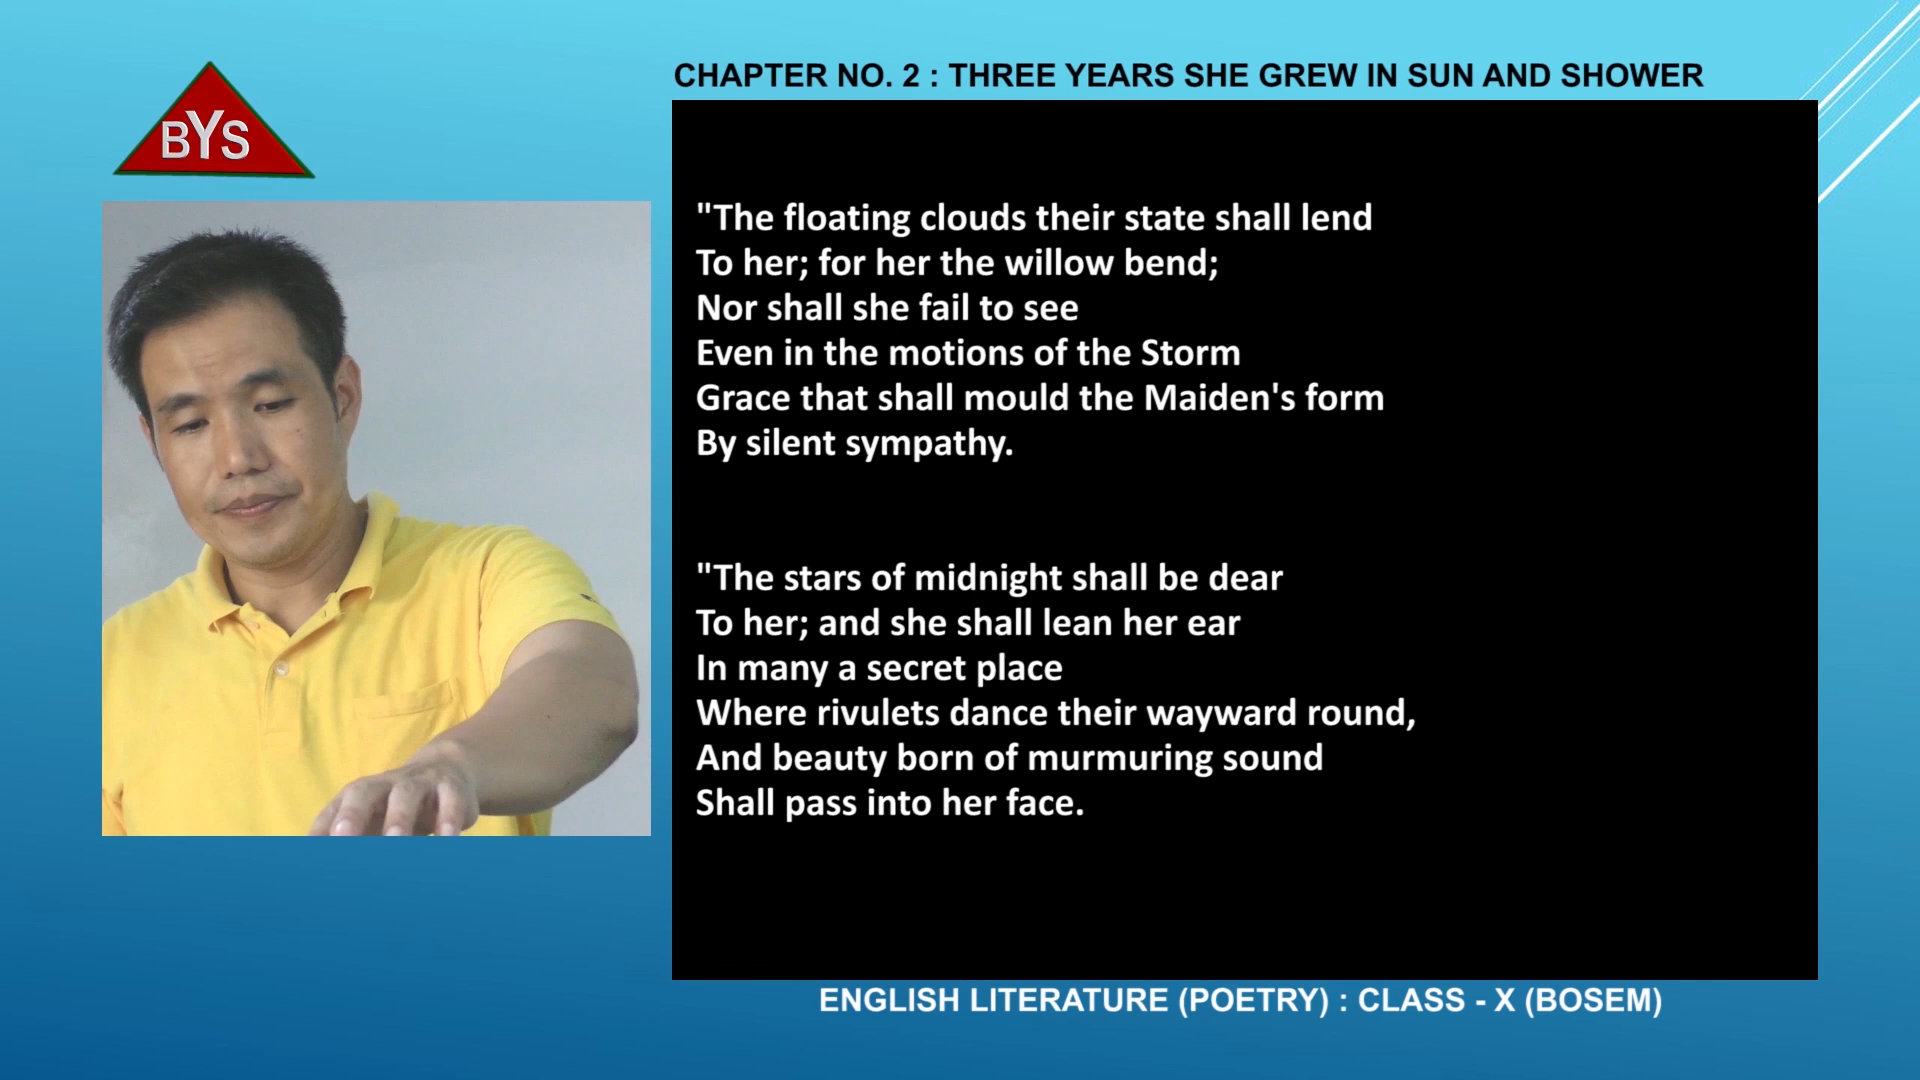 BYS
CHAPTER NO. 2 : THREE YEARS SHE GREW IN SUN AND SHOWER
"The floating clouds their state shall lend
To her; for her the willow bend;
Nor shall she fail to see
Even in the motions of the Storm
Grace that shall mould the Maiden's form
By silent sympathy.
"The stars of midnight shall be dear
To her; and she shall lean her ear
In many a secret place
Where rivulets dance their wayward round,
And beauty born of murmuring sound
Shall pass into her face.
ENGLISH LITERATURE (POETRY) : CLASS - X (BOSEM)